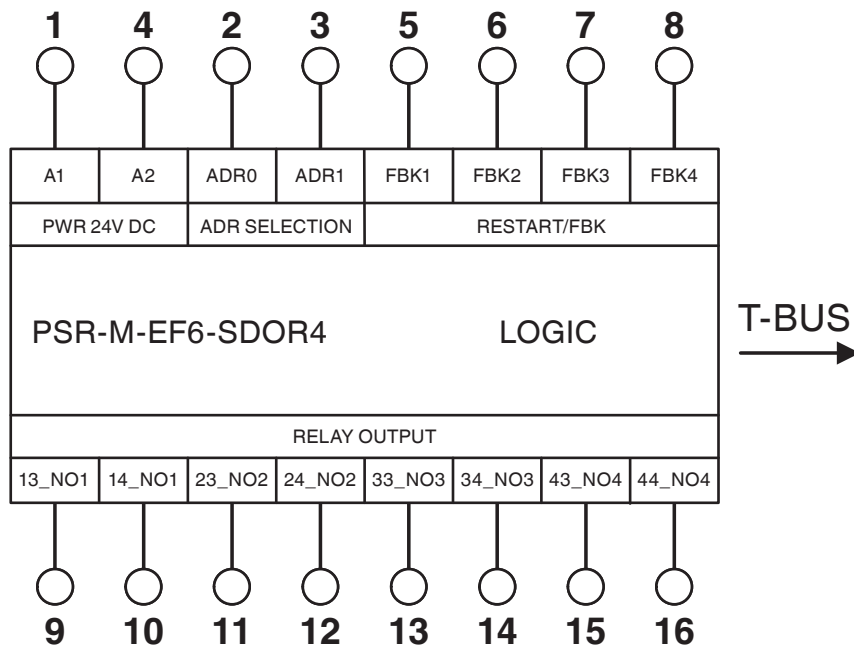 1 4 2 3 5 6 7 8
A1 A2 ADR0 ADR1 FBK1 FBK2 FBK3 FBK4
PWR 24V DC ADR SELECTION RESTART/FBK
PSR-M-EF6-SDOR4 LOGIC T-BUS
RELAY OUTPUT
13_NO1 14_NO1 23_NO2 24_NO2 33_NO3 34_NO3 43_NO4 44_NO4
9 10 11 12 13 14 15 16